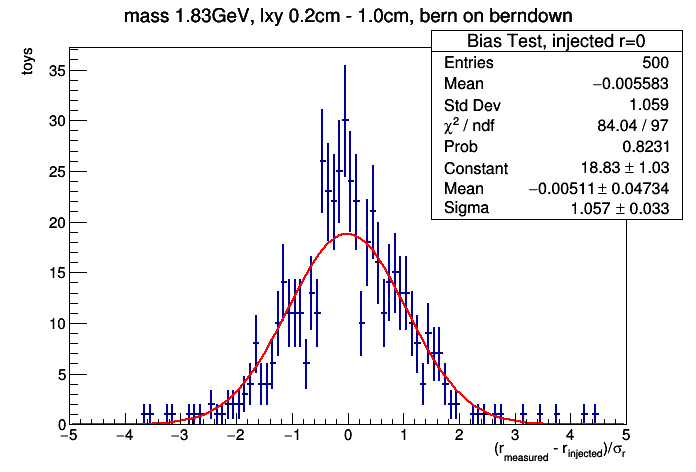 mass 1.83GeV, lxy 0.2cm - 1.0cm, bern on berndown
toys
Bias Test, injected r=0
Entries 500
Mean −0.005583
Std Dev 1.059
χ² / ndf 84.04 / 97
Prob 0.8231
Constant 18.83 ± 1.03
Mean −0.00511 ± 0.04734
Sigma 1.057 ± 0.033
35
30
25
20
15
10
5
0
−5 −4 −3 −2 −1 0 1 2 3 4 5
(r_measured - r_injected)/σ_r